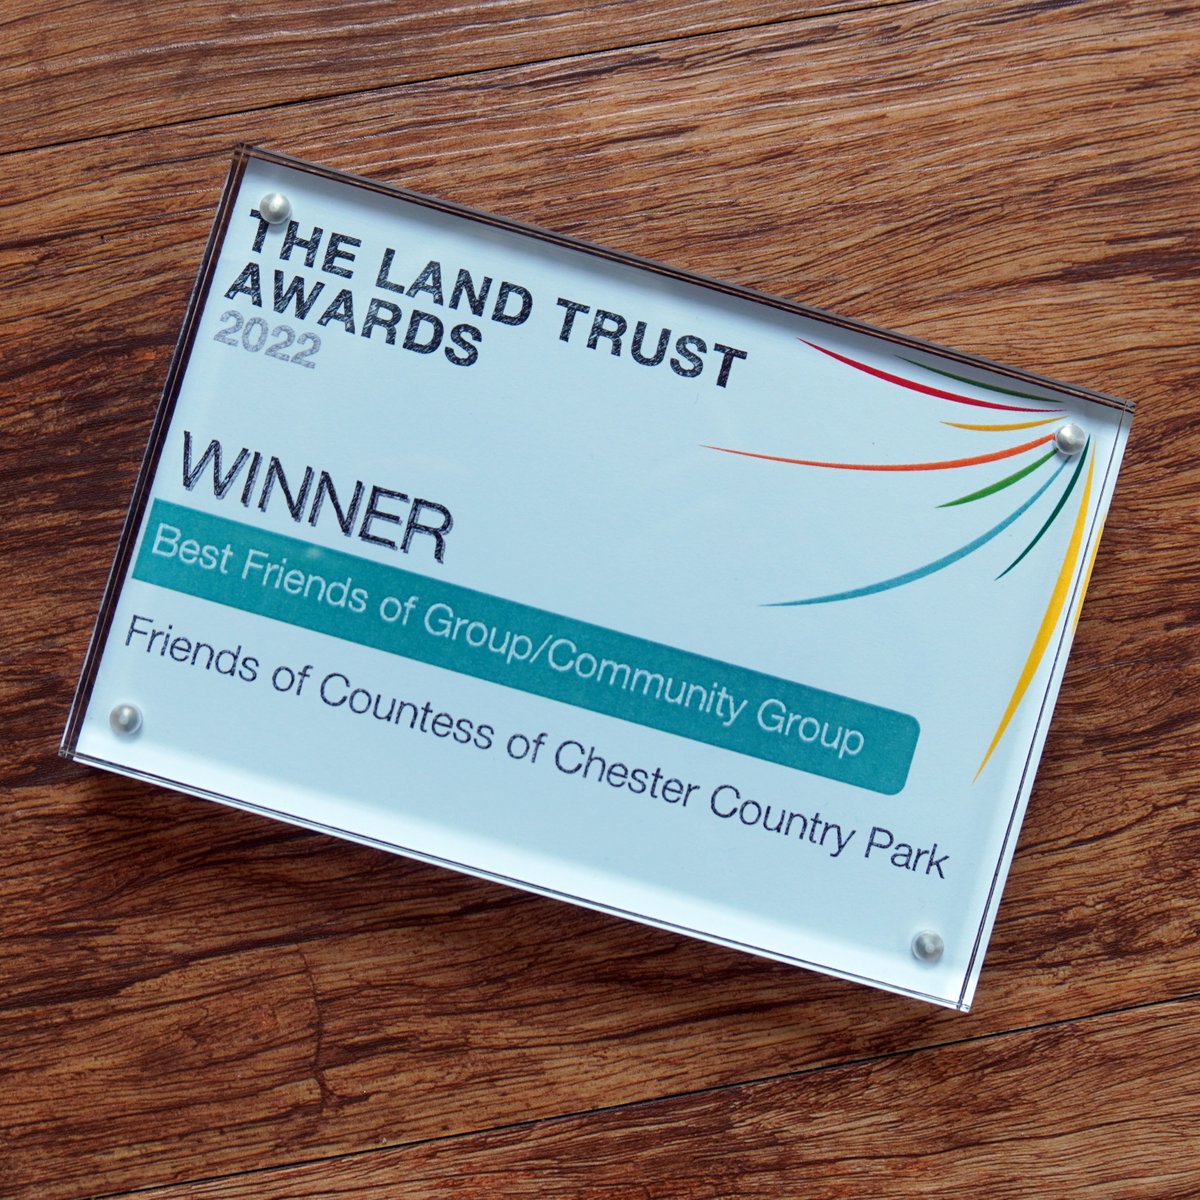 THE LAND TRUST
AWARDS
2022
WINNER
Best Friends of Group/Community Group
Friends of Countess of Chester Country Park